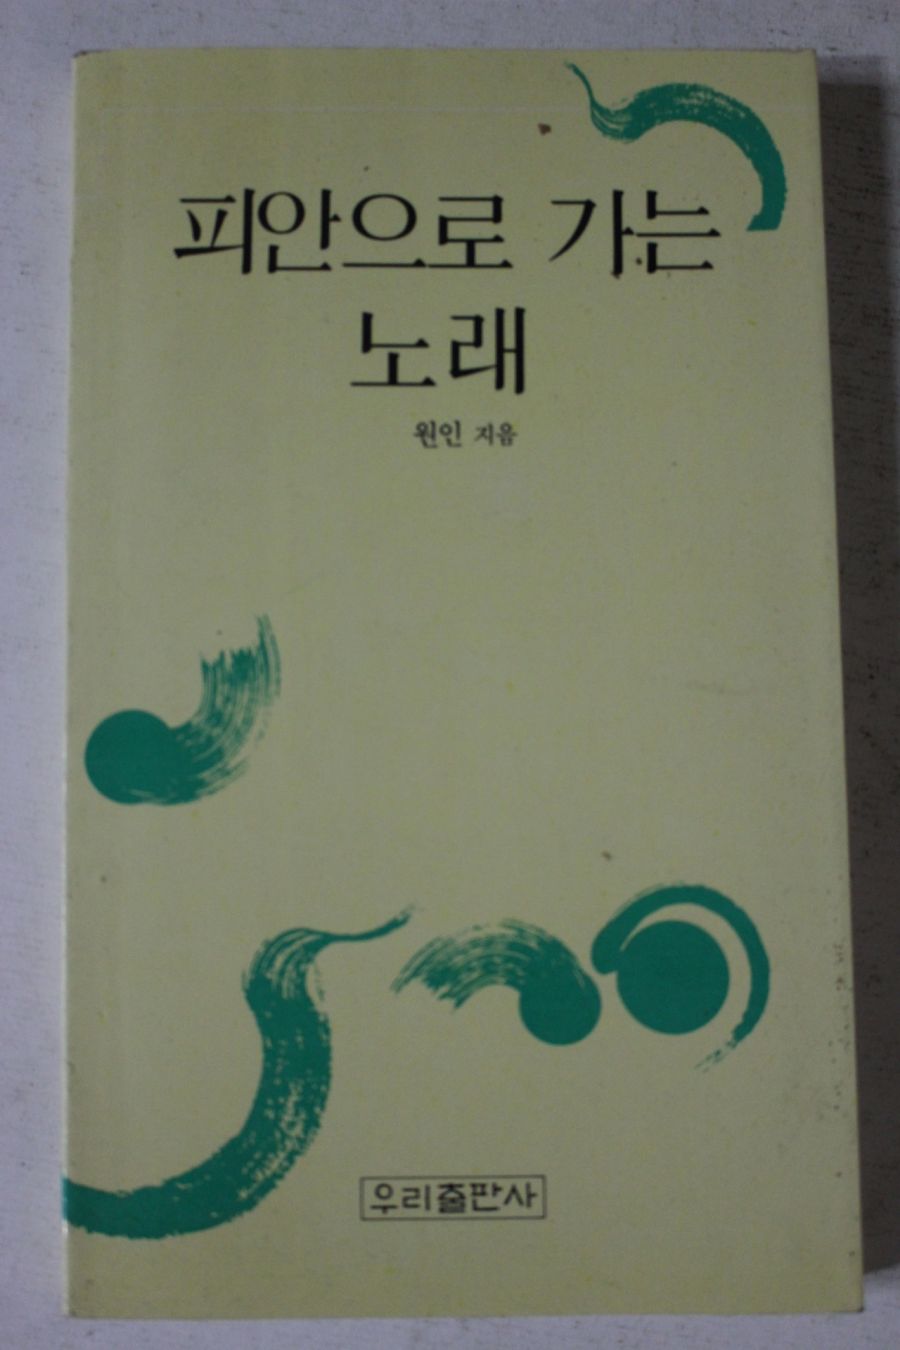 피안으로 가는
노래
원인 지음
우리출판사